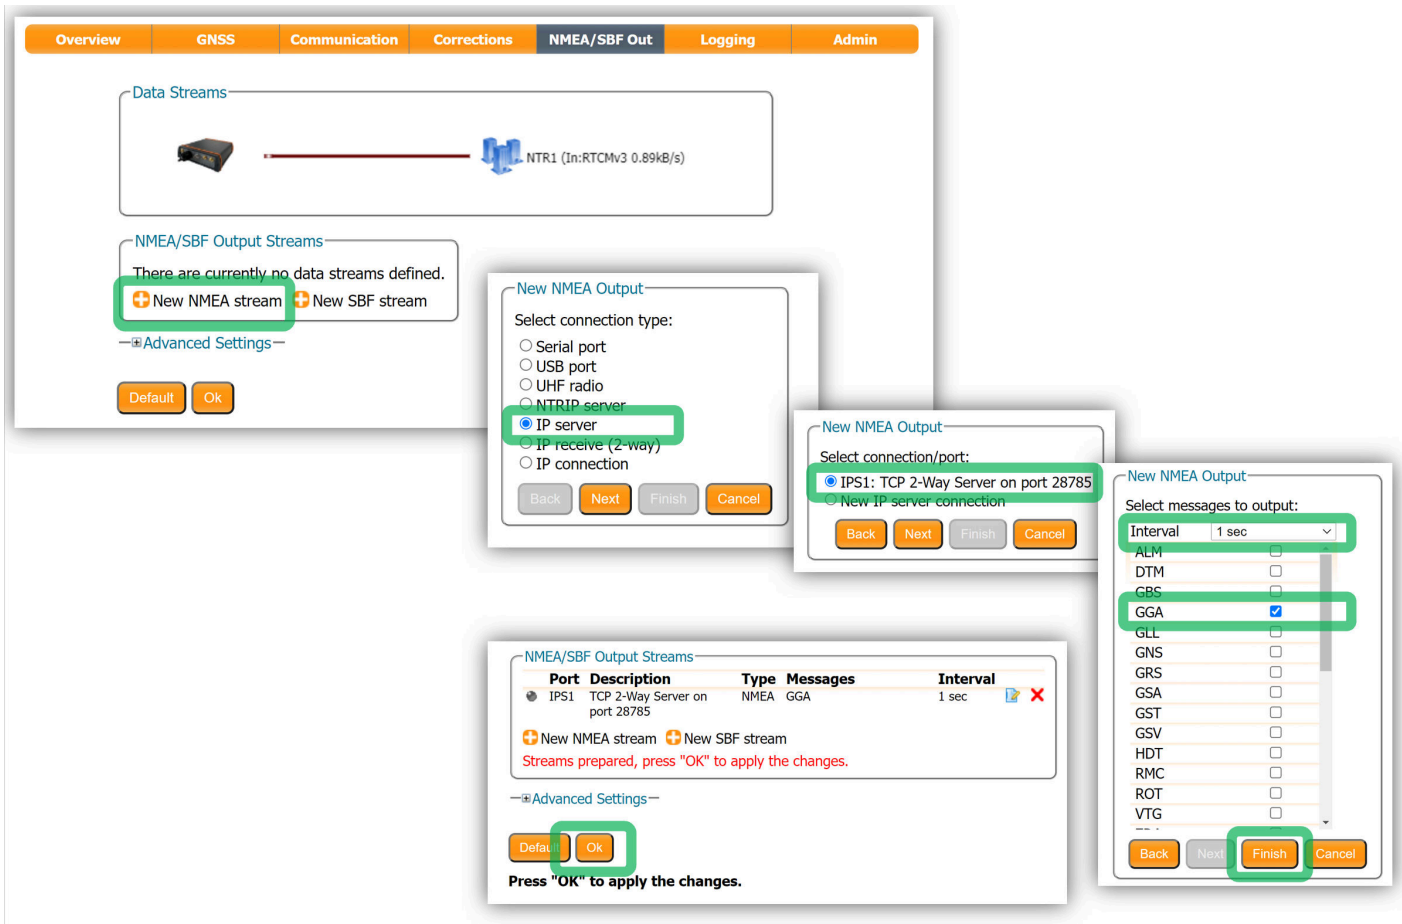 Overview GNSS Communication Corrections NMEA/SBF Out Logging Admin
Data Streams
NTR1 (In:RTCMv3 0.89kB/s)
NMEA/SBF Output Streams
There are currently no data streams defined.
New NMEA stream New SBF stream
Advanced Settings
Default Ok
New NMEA Output
Select connection type:
Serial port
USB port
UHF radio
NTRIP server
IP server
IP receive (2-way)
IP connection
Back Next Finish Cancel
New NMEA Output
Select connection/port:
IPS1: TCP 2-Way Server on port 28785
New IP server connection
Back Next Finish Cancel
New NMEA Output
Select messages to output:
Interval 1 sec
ALM
DTM
GBS
GGA
GLL
GNS
GRS
GSA
GST
GSV
HDT
RMC
ROT
VTG
Back Next Finish Cancel
NMEA/SBF Output Streams
Port Description Type Messages Interval
IPS1 TCP 2-Way Server on NMEA GGA 1 sec
port 28785
New NMEA stream New SBF stream
Streams prepared, press "OK" to apply the changes.
Advanced Settings
Default Ok
Press "OK" to apply the changes.